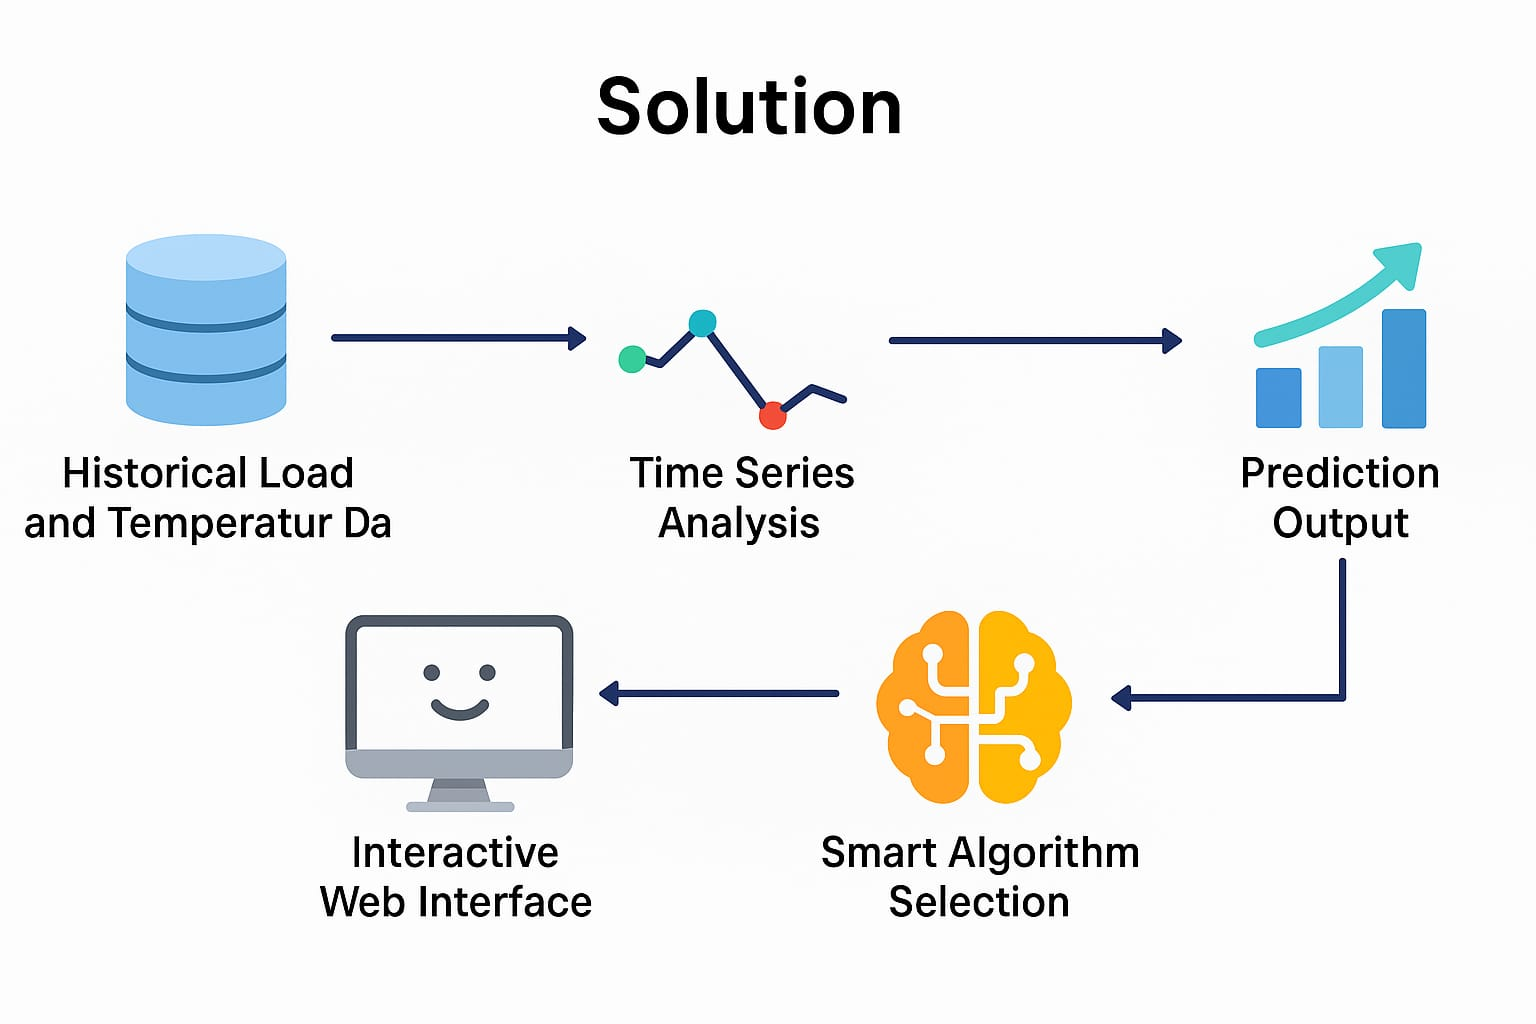 Solution
Historical Load
and Temperatur Da
Time Series
Analysis
Prediction
Output
Interactive
Web Interface
Smart Algorithm
Selection